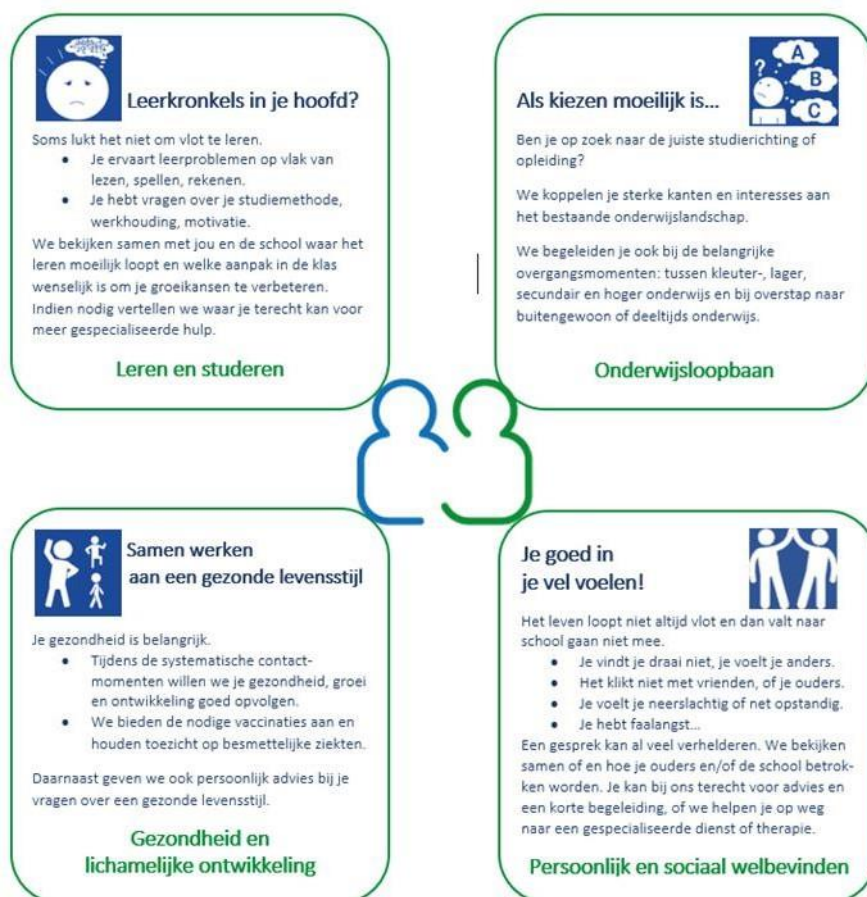 Leerkronkels in je hoofd?
Soms lukt het niet om vlot te leren.
• Je ervaart leerproblemen op vlak van
lezen, spellen, rekenen.
• Je hebt vragen over je studiemethode,
werkhouding, motivatie.
We bekijken samen met jou en de school waar het
leren moeilijk loopt en welke aanpak in de klas
wenselijk is om je groeikansen te verbeteren.
Indien nodig vertellen we waar je terecht kan voor
meer gespecialiseerde hulp.
Leren en studeren
A
? B
C
Als kiezen moeilijk is...
Ben je op zoek naar de juiste studierichting of
opleiding?
We koppelen je sterke kanten en interesses aan
het bestaande onderwijslandschap.
We begeleiden je ook bij de belangrijke
overgangsmomenten: tussen kleuter-, lager,
secundair en hoger onderwijs en bij overstap naar
buitengewoon of deeltijds onderwijs.
Onderwijsloopbaan
Samen werken
aan een gezonde levensstijl
Je gezondheid is belangrijk.
• Tijdens de systematische contact-
momenten willen we je gezondheid, groei
en ontwikkeling goed opvolgen.
• We bieden de nodige vaccinaties aan en
houden toezicht op besmettelijke ziekten.
Daarnaast geven we ook persoonlijk advies bij je
vragen over een gezonde levensstijl.
Gezondheid en
lichamelijke ontwikkeling
Je goed in
je vel voelen!
Het leven loopt niet altijd vlot en dan valt naar
school gaan niet mee.
• Je vindt je draai niet, je voelt je anders.
• Het klikt niet met vrienden, of je ouders.
• Je voelt je neerslachtig of net opstandig.
• Je hebt faalangst...
Een gesprek kan al veel verhelderen. We bekijken
samen of en hoe je ouders en/of de school betrok-
ken worden. Je kan bij ons terecht voor advies en
een korte begeleiding, of we helpen je op weg
naar een gespecialiseerde dienst of therapie.
Persoonlijk en sociaal welbevinden